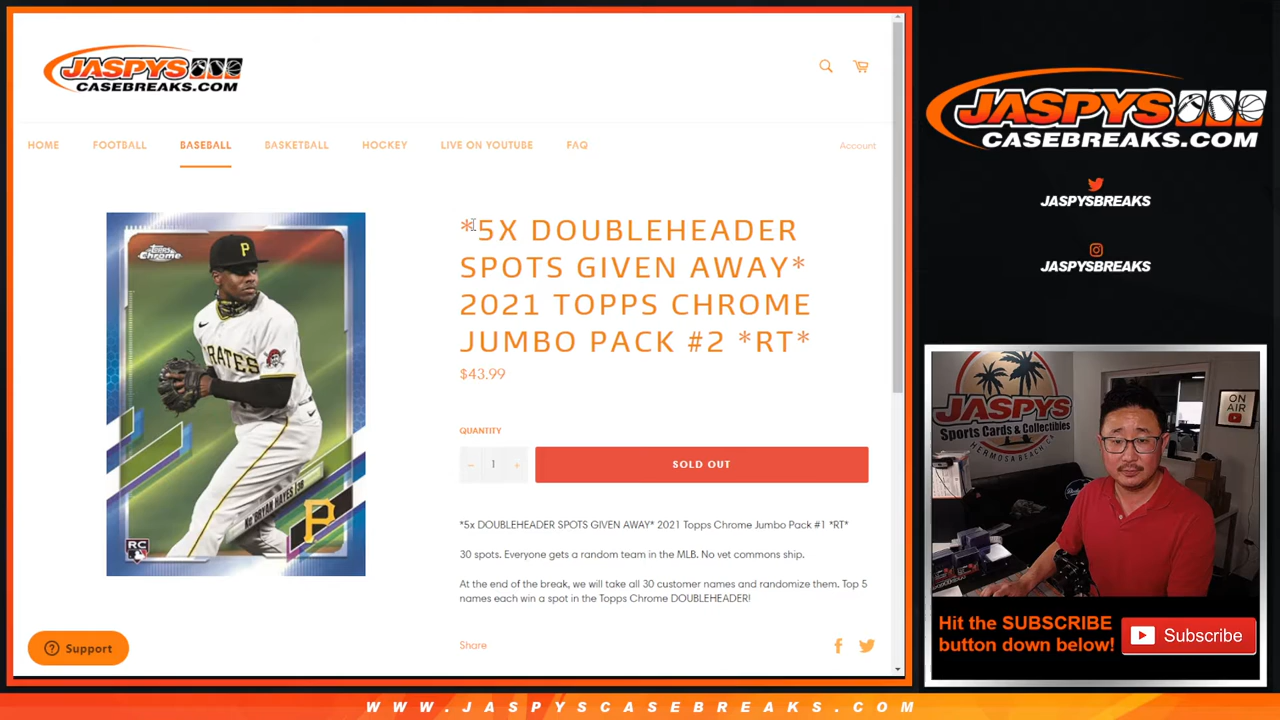 JASPYS
CASEBREAKS.COM
HOME
FOOTBALL
BASEBALL
BASKETBALL
HOCKEY
LIVE ON YOUTUBE
FAQ
Account
*5X DOUBLEHEADER
SPOTS GIVEN AWAY*
2021 TOPPS CHROME
JUMBO PACK #2 *RT*
$43.99
QUANTITY
− 1 +
SOLD OUT
*5x DOUBLEHEADER SPOTS GIVEN AWAY* 2021 Topps Chrome Jumbo Pack #1 *RT*
30 spots. Everyone gets a random team in the MLB. No vet commons ship.
At the end of the break, we will take all 30 customer names and randomize them. Top 5
names each win a spot in the Topps Chrome DOUBLEHEADER!
Share
Support
Topps
Chrome
P
PIRATES
KE'BRYAN HAYES | 3B
P
RC
JASPYS
CASEBREAKS.COM
JASPYSBREAKS
JASPYSBREAKS
JASPYS
Sports Cards & Collectibles
HERMOSA BEACH, CA
ON
AIR
Hit the SUBSCRIBE
button down below!
Subscribe
WWW.JASPYSCASEBREAKS.COM